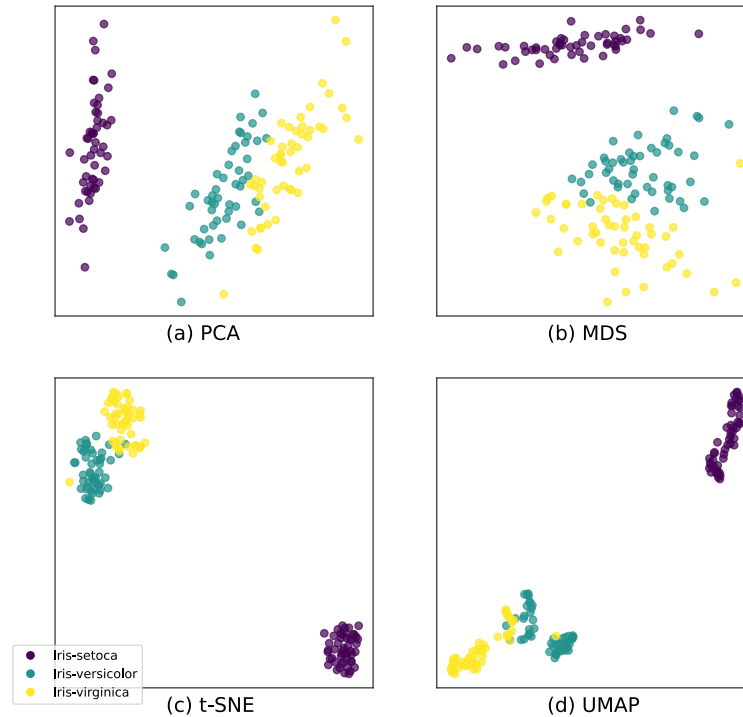 (a) PCA
(b) MDS
Iris-setoca
Iris-versicolor
Iris-virginica
(c) t-SNE
(d) UMAP